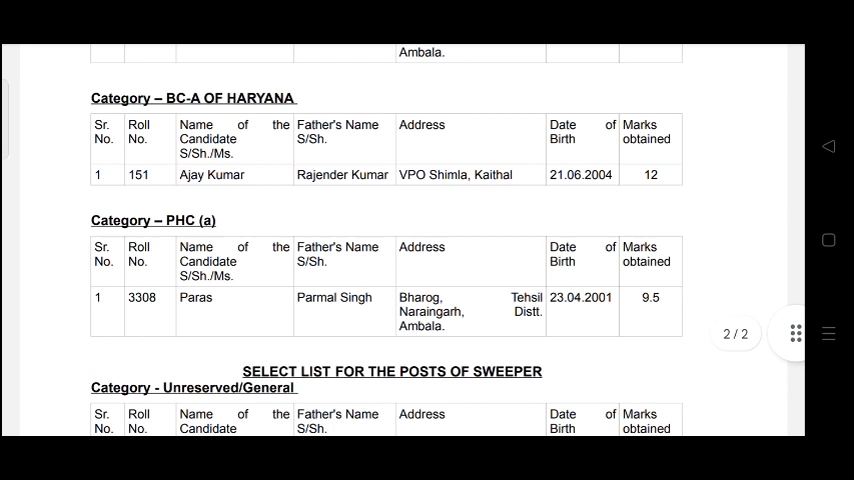 Ambala.
Category – BC-A OF HARYANA
Sr. No. Roll No. Name of the Candidate S/Sh./Ms. Father's Name S/Sh. Address Date of Birth Marks obtained
1 151 Ajay Kumar Rajender Kumar VPO Shimla, Kaithal 21.06.2004 12
Category – PHC (a)
Sr. No. Roll No. Name of the Candidate S/Sh./Ms. Father's Name S/Sh. Address Date of Birth Marks obtained
1 3308 Paras Parmal Singh Bharog, Tehsil Naraingarh, Distt. Ambala. 23.04.2001 9.5
2 / 2
SELECT LIST FOR THE POSTS OF SWEEPER
Category - Unreserved/General
Sr. No. Roll No. Name of the Candidate Father's Name S/Sh. Address Date of Birth Marks obtained